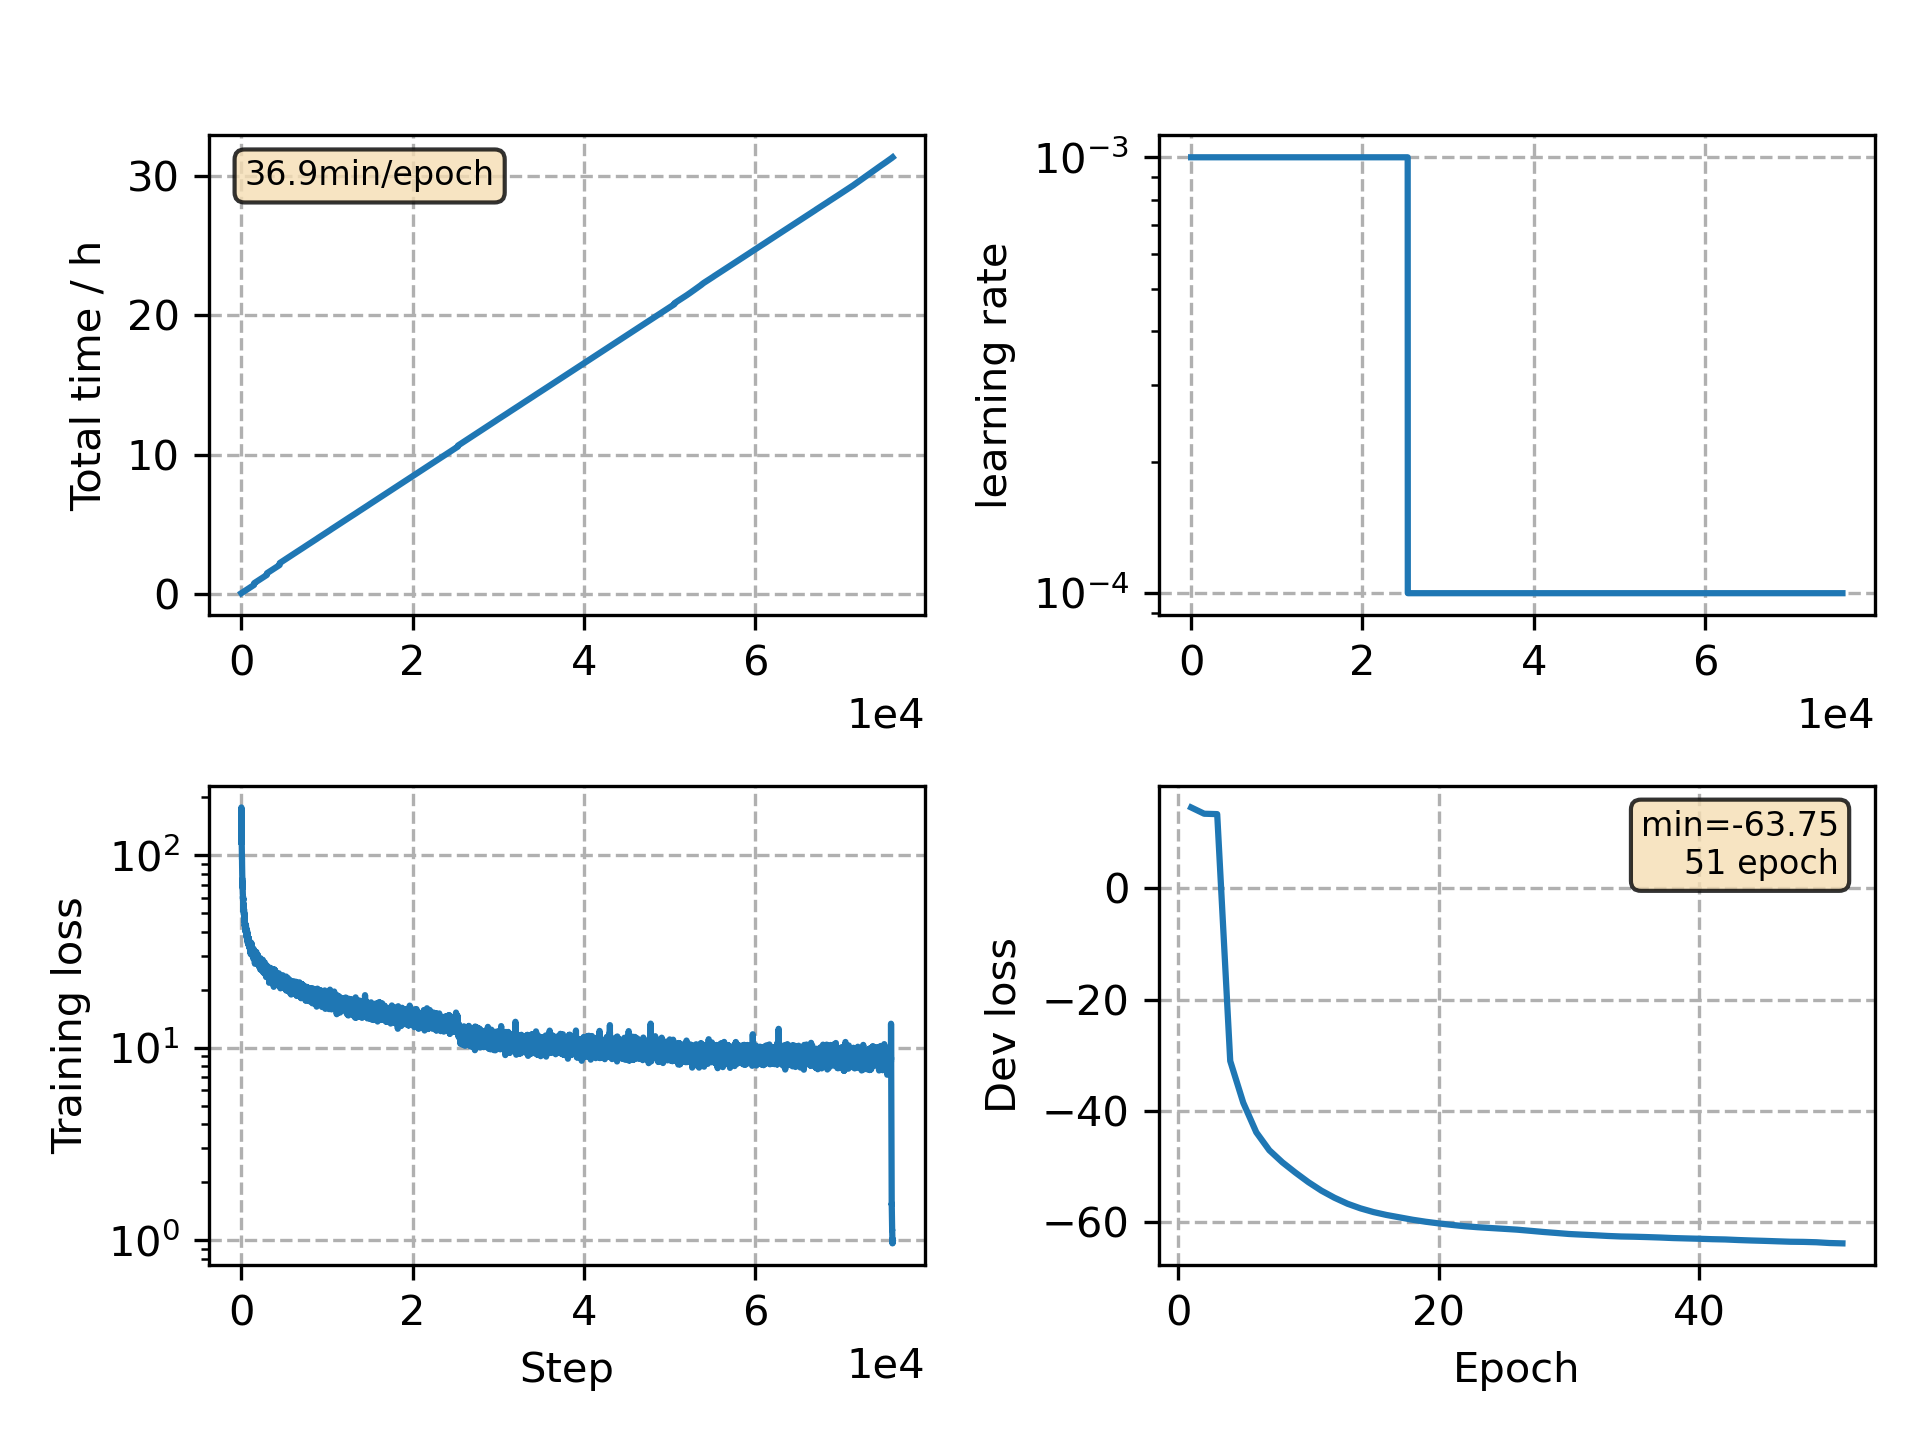 36.9min/epoch
Total time / h
30
20
10
0
0 2 4 6
1e4
learning rate
10⁻³
10⁻⁴
0 2 4 6
1e4
Training loss
10²
10¹
10⁰
0 2 4 6
Step
1e4
min=-63.75
51 epoch
Dev loss
0
−20
−40
−60
0 20 40
Epoch